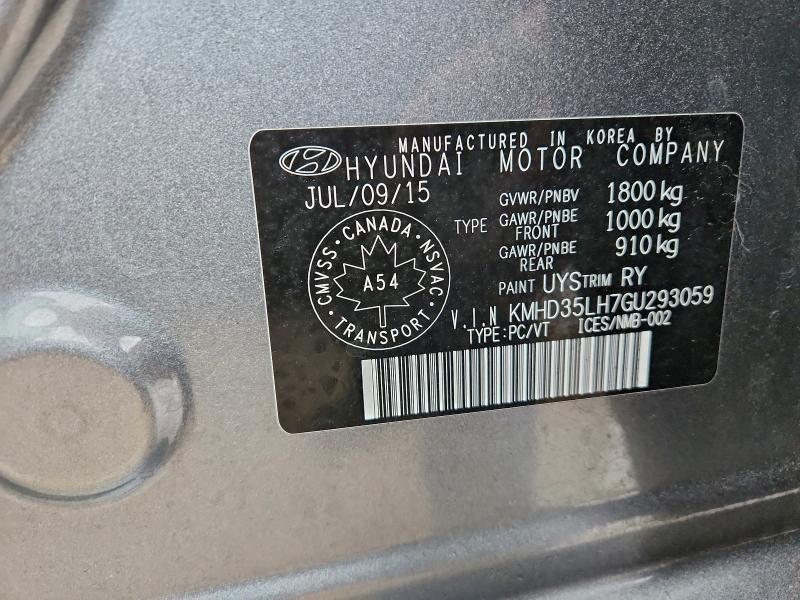 MANUFACTURED IN KOREA BY
HYUNDAI MOTOR COMPANY
JUL/09/15
GVWR/PNBV 1800 kg
TYPE GAWR/PNBE FRONT 1000 kg
GAWR/PNBE REAR 910 kg
PAINT UYS TRIM RY
V.I.N KMHD35LH7GU293059
TYPE:PC/VT ICES/NMB-002
CMVSS · CANADA · NSVAC
· TRANSPORT ·
A54